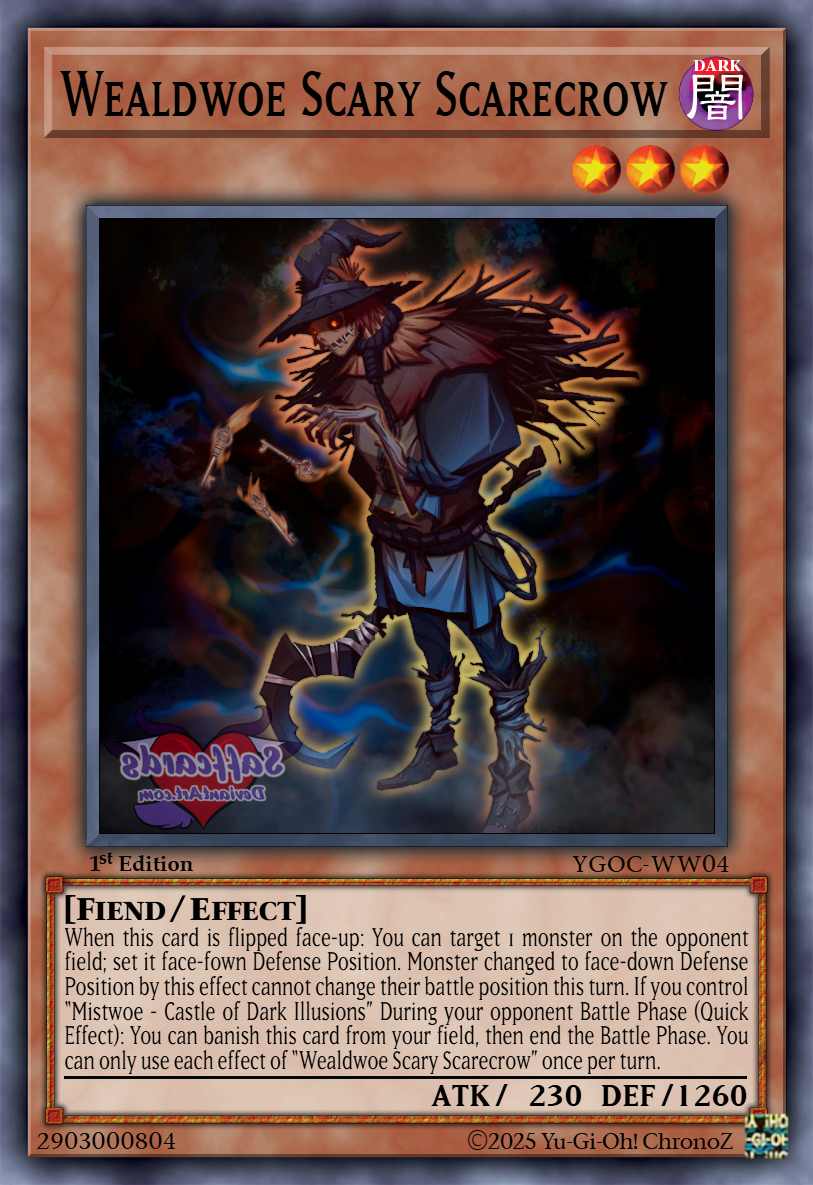 Wealdwoe Scary Scarecrow
DARK
闇
Saffcards
DeviantArt.com
1st Edition
YGOC-WW04
[Fiend/Effect]
When this card is flipped face-up: You can target 1 monster on the opponent
field; set it face-fown Defense Position. Monster changed to face-down Defense
Position by this effect cannot change their battle position this turn. If you control
"Mistwoe - Castle of Dark Illusions" During your opponent Battle Phase (Quick
Effect): You can banish this card from your field, then end the Battle Phase. You
can only use each effect of "Wealdwoe Scary Scarecrow" once per turn.
ATK/ 230 DEF/1260
2903000804
©2025 Yu-Gi-Oh! ChronoZ